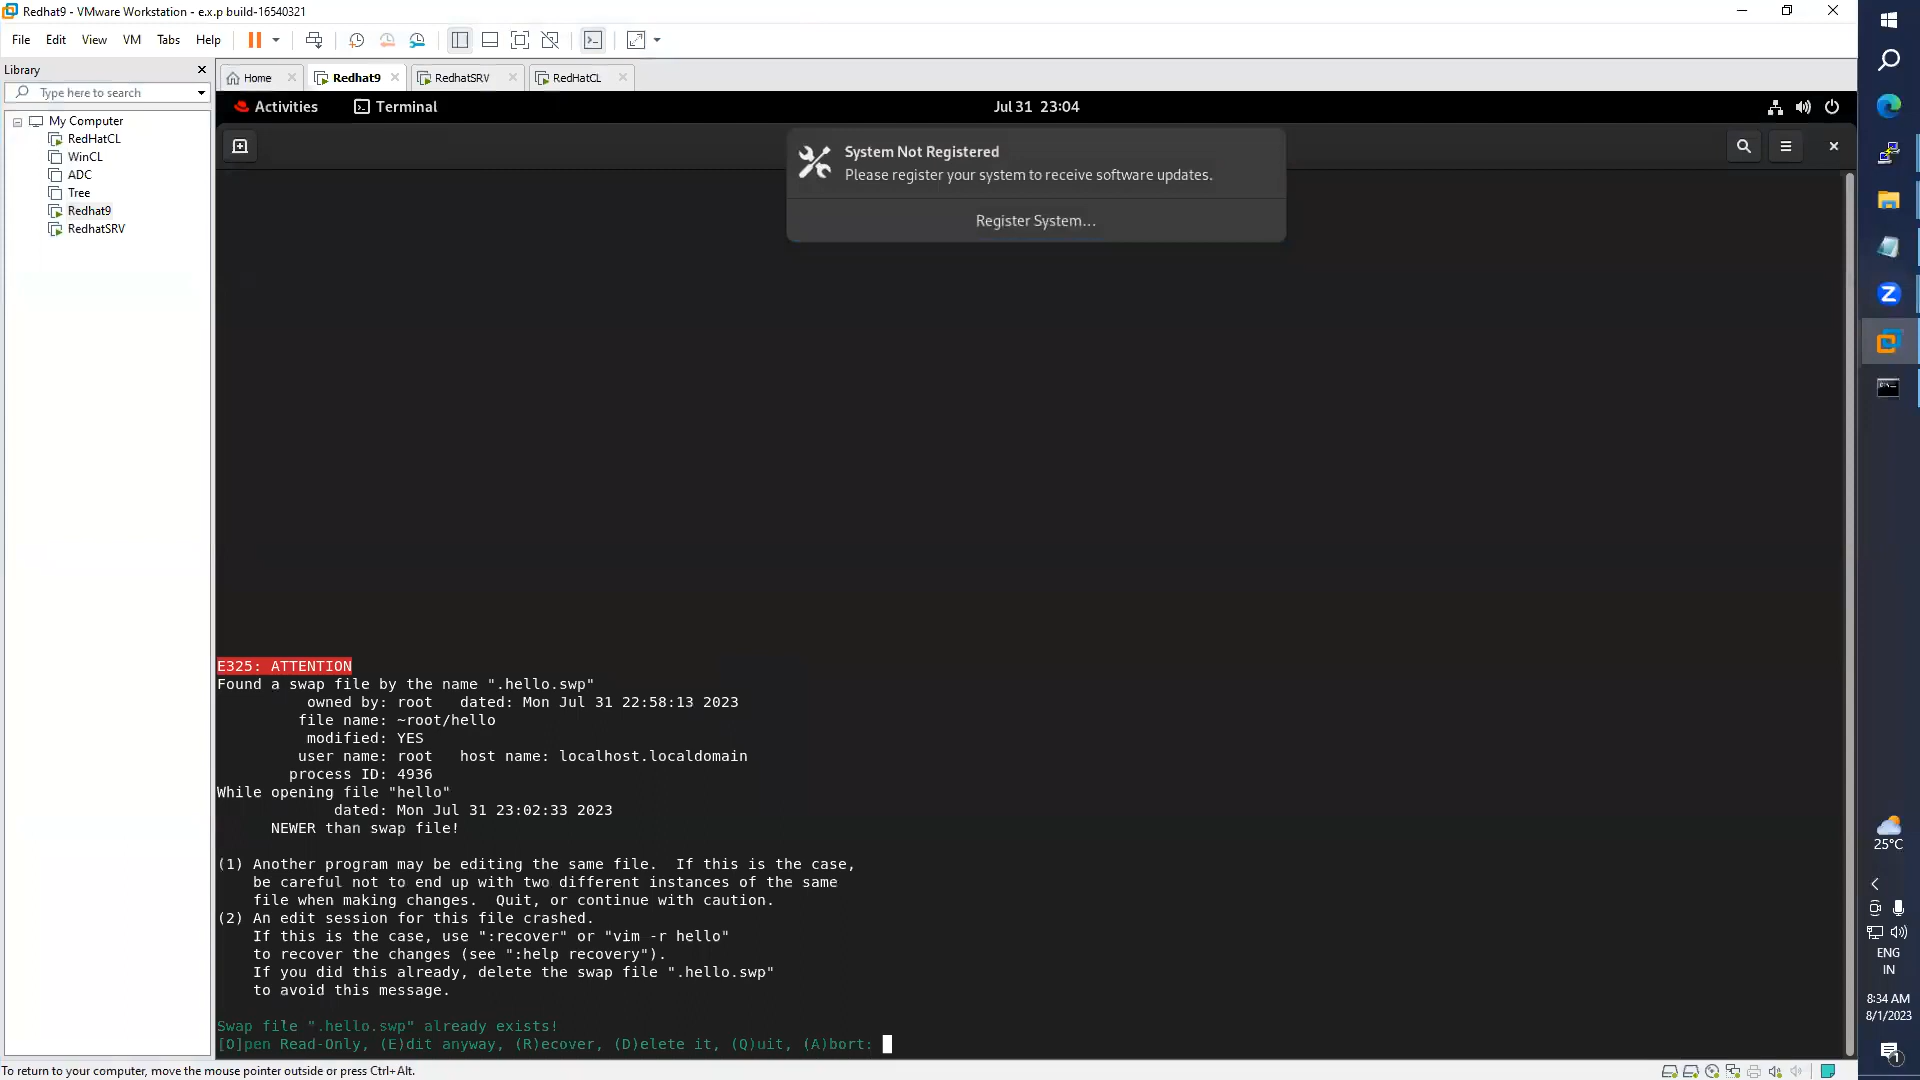 Redhat9 - VMware Workstation - e.x.p build-16540321
File Edit View VM Tabs Help
Library
Type here to search
My Computer
RedHatCL
WinCL
ADC
Tree
Redhat9
RedhatSRV
Home Redhat9 RedhatSRV RedHatCL
Activities Terminal Jul 31 23:04
System Not Registered
Please register your system to receive software updates.
Register System...
E325: ATTENTION
Found a swap file by the name ".hello.swp"
owned by: root dated: Mon Jul 31 22:58:13 2023
file name: ~root/hello
modified: YES
user name: root host name: localhost.localdomain
process ID: 4936
While opening file "hello"
dated: Mon Jul 31 23:02:33 2023
NEWER than swap file!
(1) Another program may be editing the same file. If this is the case,
be careful not to end up with two different instances of the same
file when making changes. Quit, or continue with caution.
(2) An edit session for this file crashed.
If this is the case, use ":recover" or "vim -r hello"
to recover the changes (see ":help recovery").
If you did this already, delete the swap file ".hello.swp"
to avoid this message.
Swap file ".hello.swp" already exists!
[O]pen Read-Only, (E)dit anyway, (R)ecover, (D)elete it, (Q)uit, (A)bort:
To return to your computer, move the mouse pointer outside or press Ctrl+Alt.
Z
25°C
ENG
IN
8:34 AM
8/1/2023
1